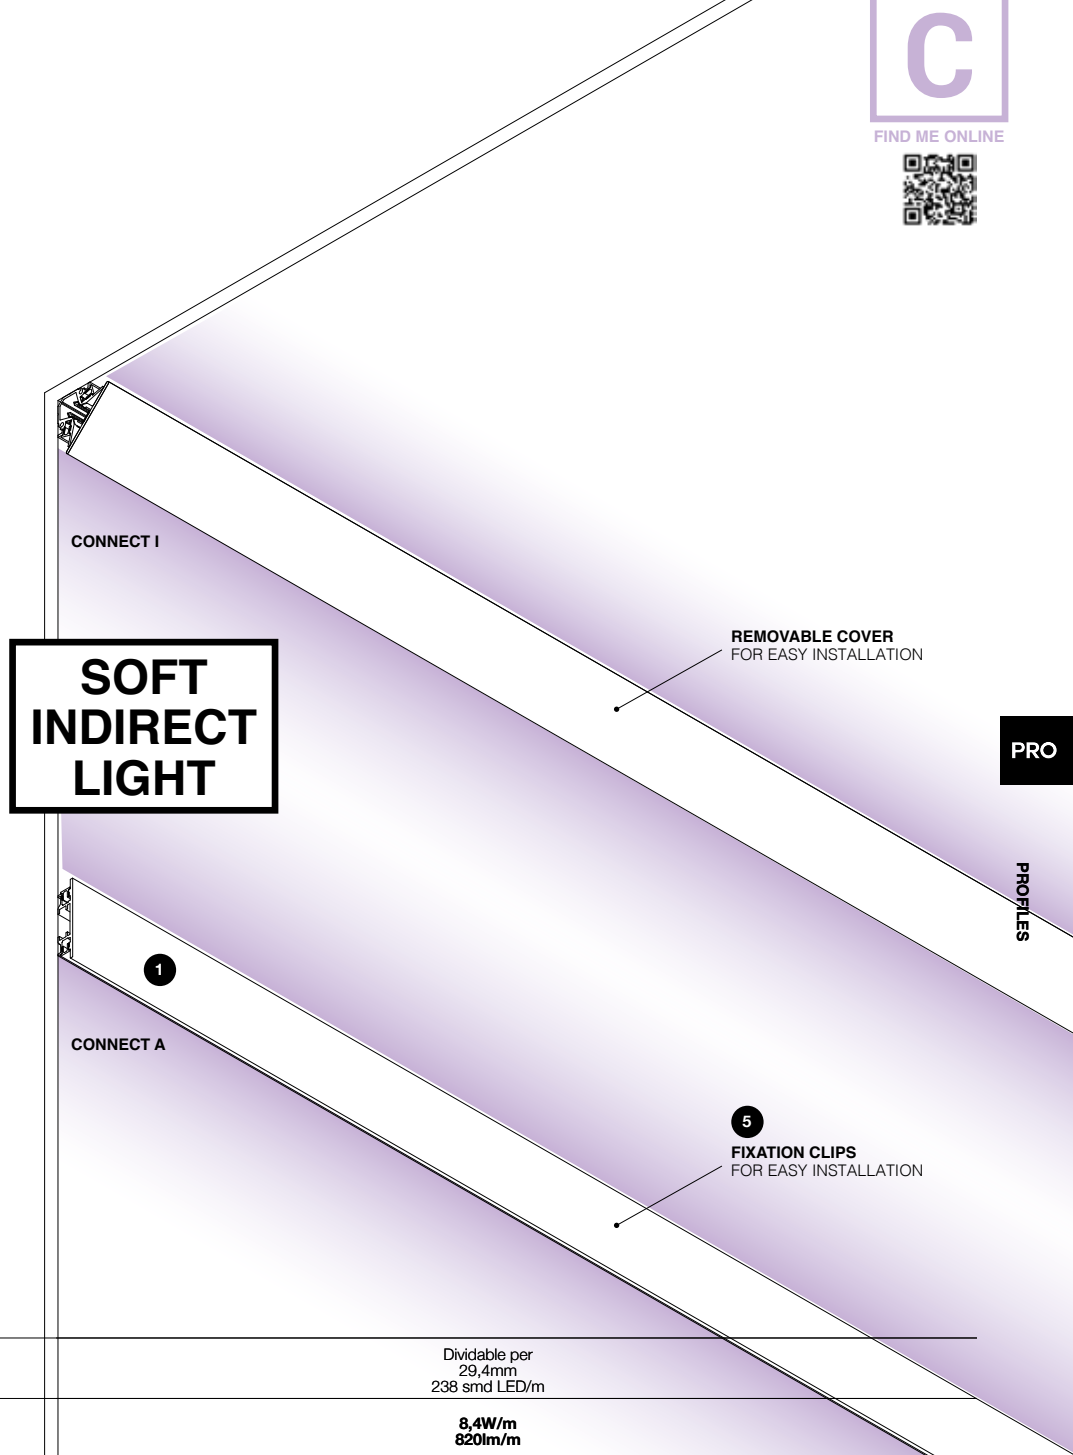 C
FIND ME ONLINE
CONNECT I
REMOVABLE COVER
FOR EASY INSTALLATION
SOFT
INDIRECT
LIGHT
PRO
PROFILES
1
CONNECT A
5
FIXATION CLIPS
FOR EASY INSTALLATION
Dividable per
29,4mm
238 smd LED/m
8,4W/m
820lm/m